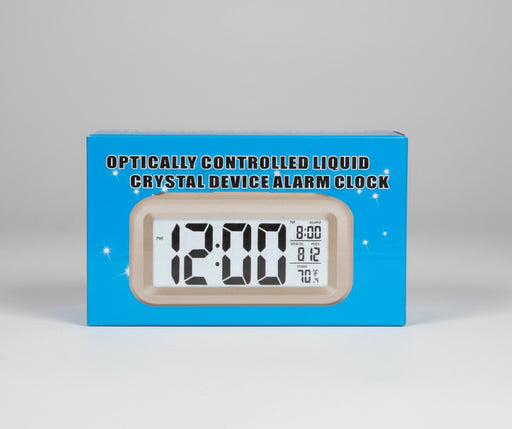 OPTICALLY CONTROLLED LIQUID
CRYSTAL DEVICE ALARM CLOCK
PM 12:00
8:00
8 12
70°F